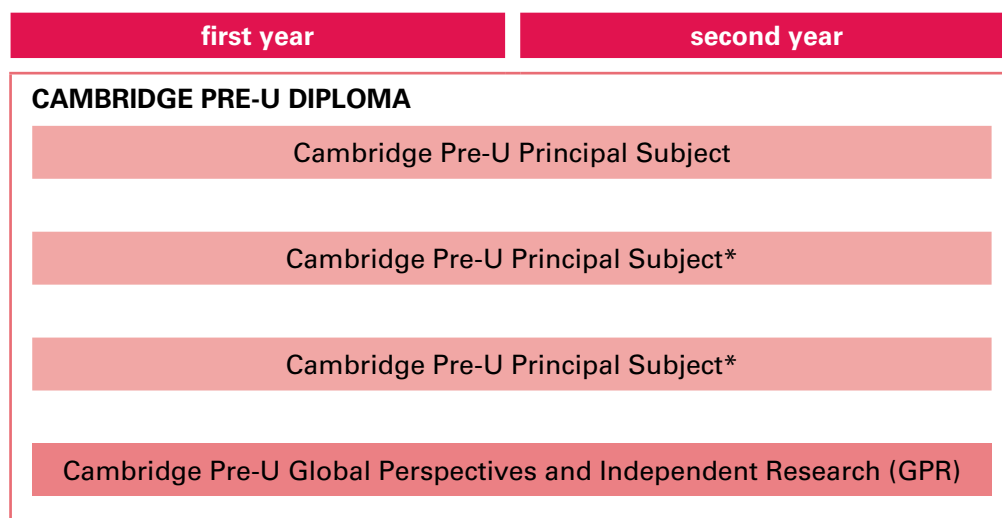 first year
second year
CAMBRIDGE PRE-U DIPLOMA
Cambridge Pre-U Principal Subject
Cambridge Pre-U Principal Subject*
Cambridge Pre-U Principal Subject*
Cambridge Pre-U Global Perspectives and Independent Research (GPR)